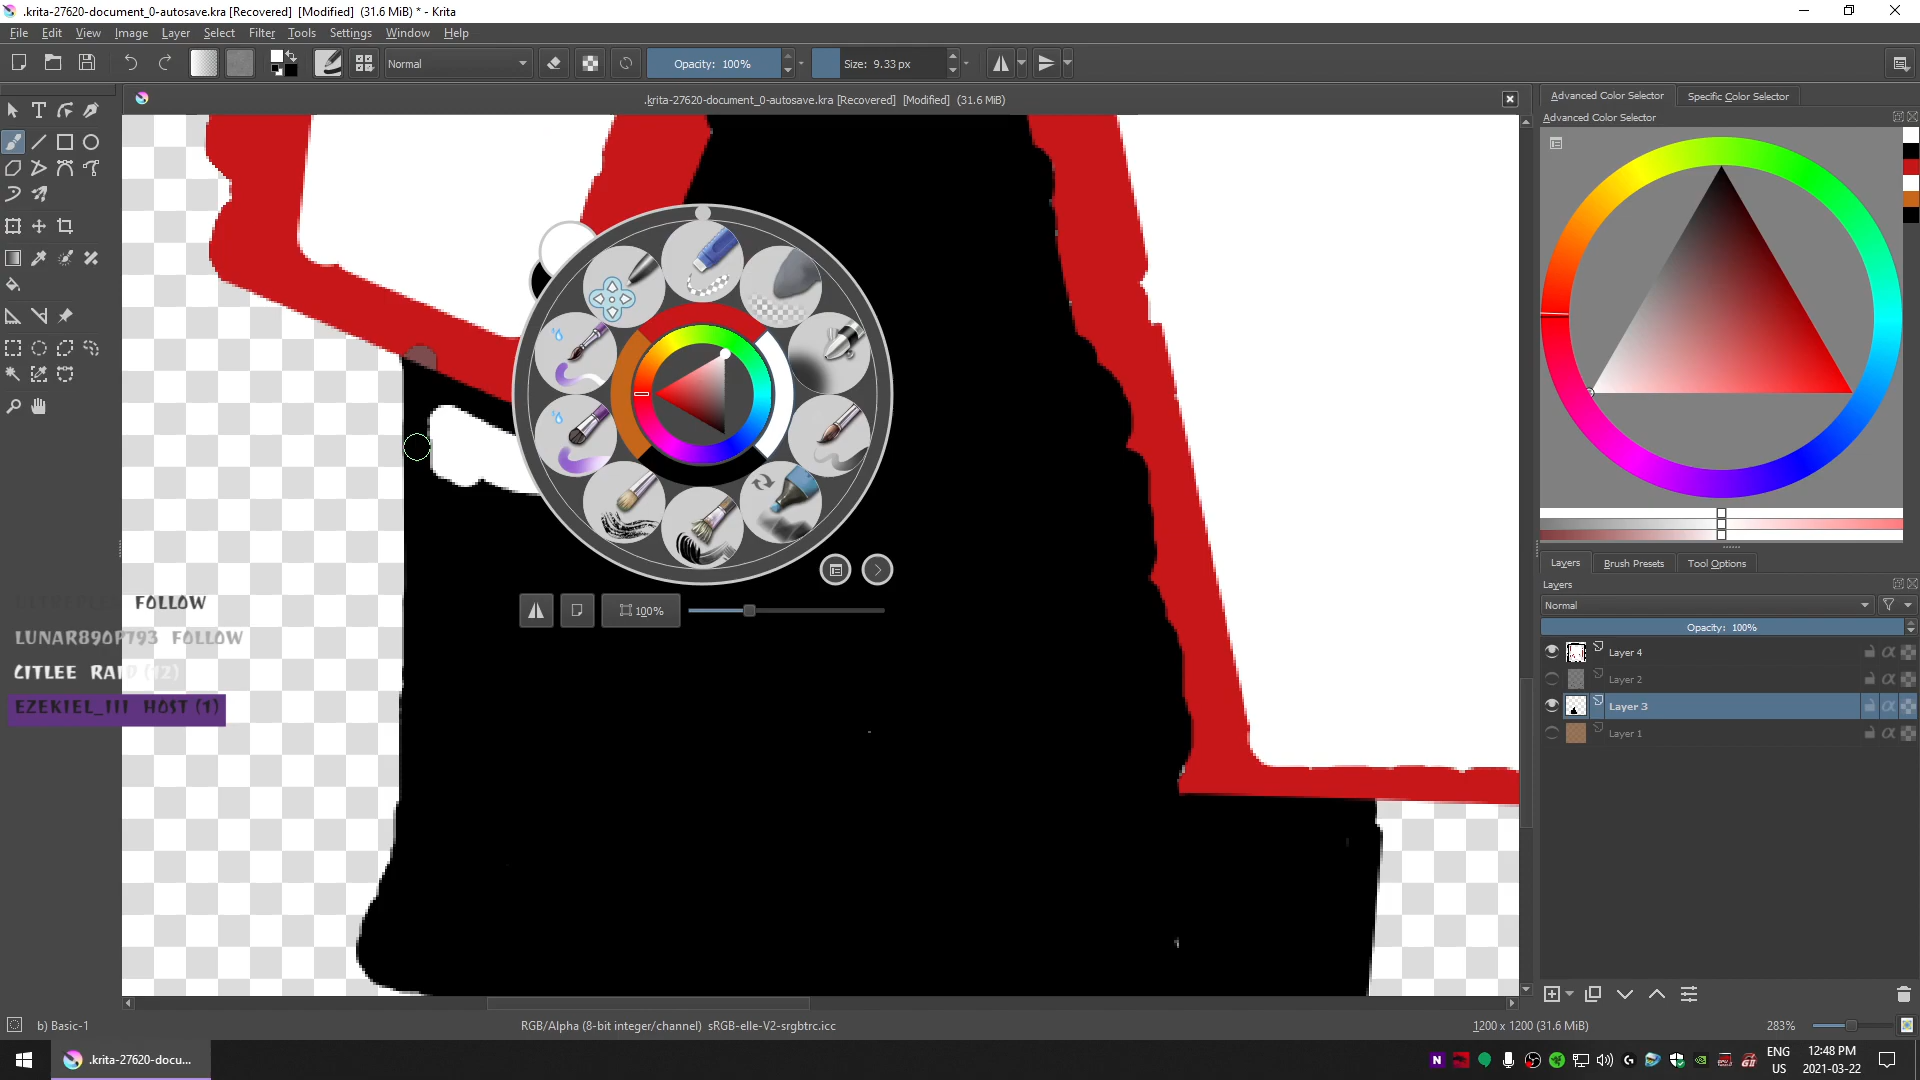 .krita-27620-document_0-autosave.kra [Recovered] [Modified] (31.6 MiB) * - Krita
File Edit View Image Layer Select Filter Tools Settings Window Help
Normal Opacity: 100% Size: 9.33 px
.krita-27620-document_0-autosave.kra [Recovered] [Modified] (31.6 MiB)
Advanced Color Selector Specific Color Selector
Advanced Color Selector
FOLLOW
LUNAR890P793 FOLLOW
CITLEE RAID (12)
EZEKIEL_III HOST (1)
100%
Layers Brush Presets Tool Options
Layers
Normal
Opacity: 100%
Layer 4
Layer 2
Layer 3
Layer 1
b) Basic-1
RGB/Alpha (8-bit integer/channel) sRGB-elle-V2-srgbtrc.icc
1200 x 1200 (31.6 MiB)
283%
.krita-27620-docu...
ENG
US
12:48 PM
2021-03-22